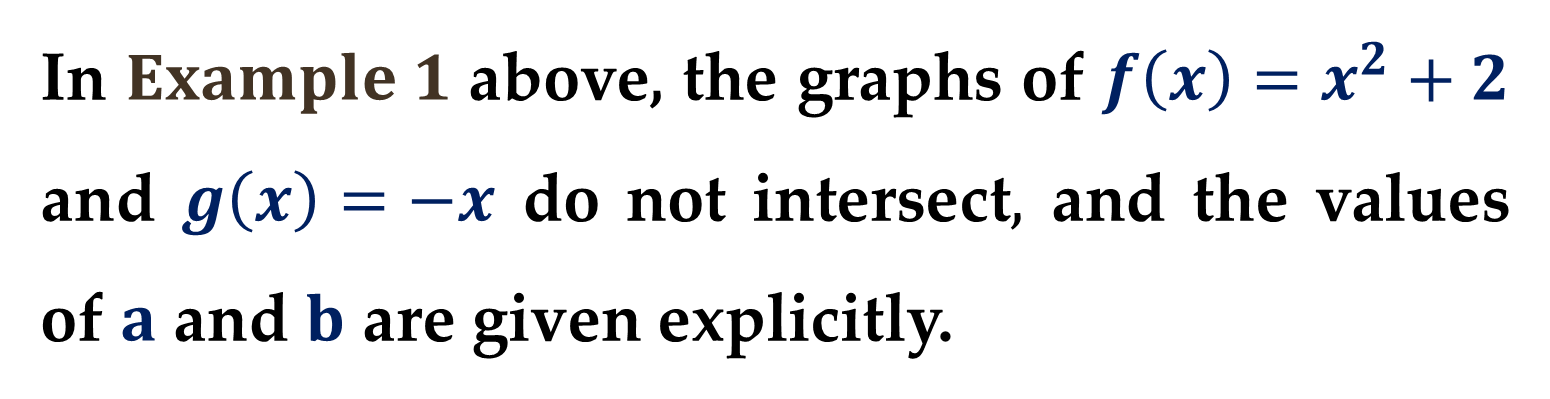 In Example 1 above, the graphs of f(x) = x² + 2
and g(x) = −x do not intersect, and the values
of a and b are given explicitly.